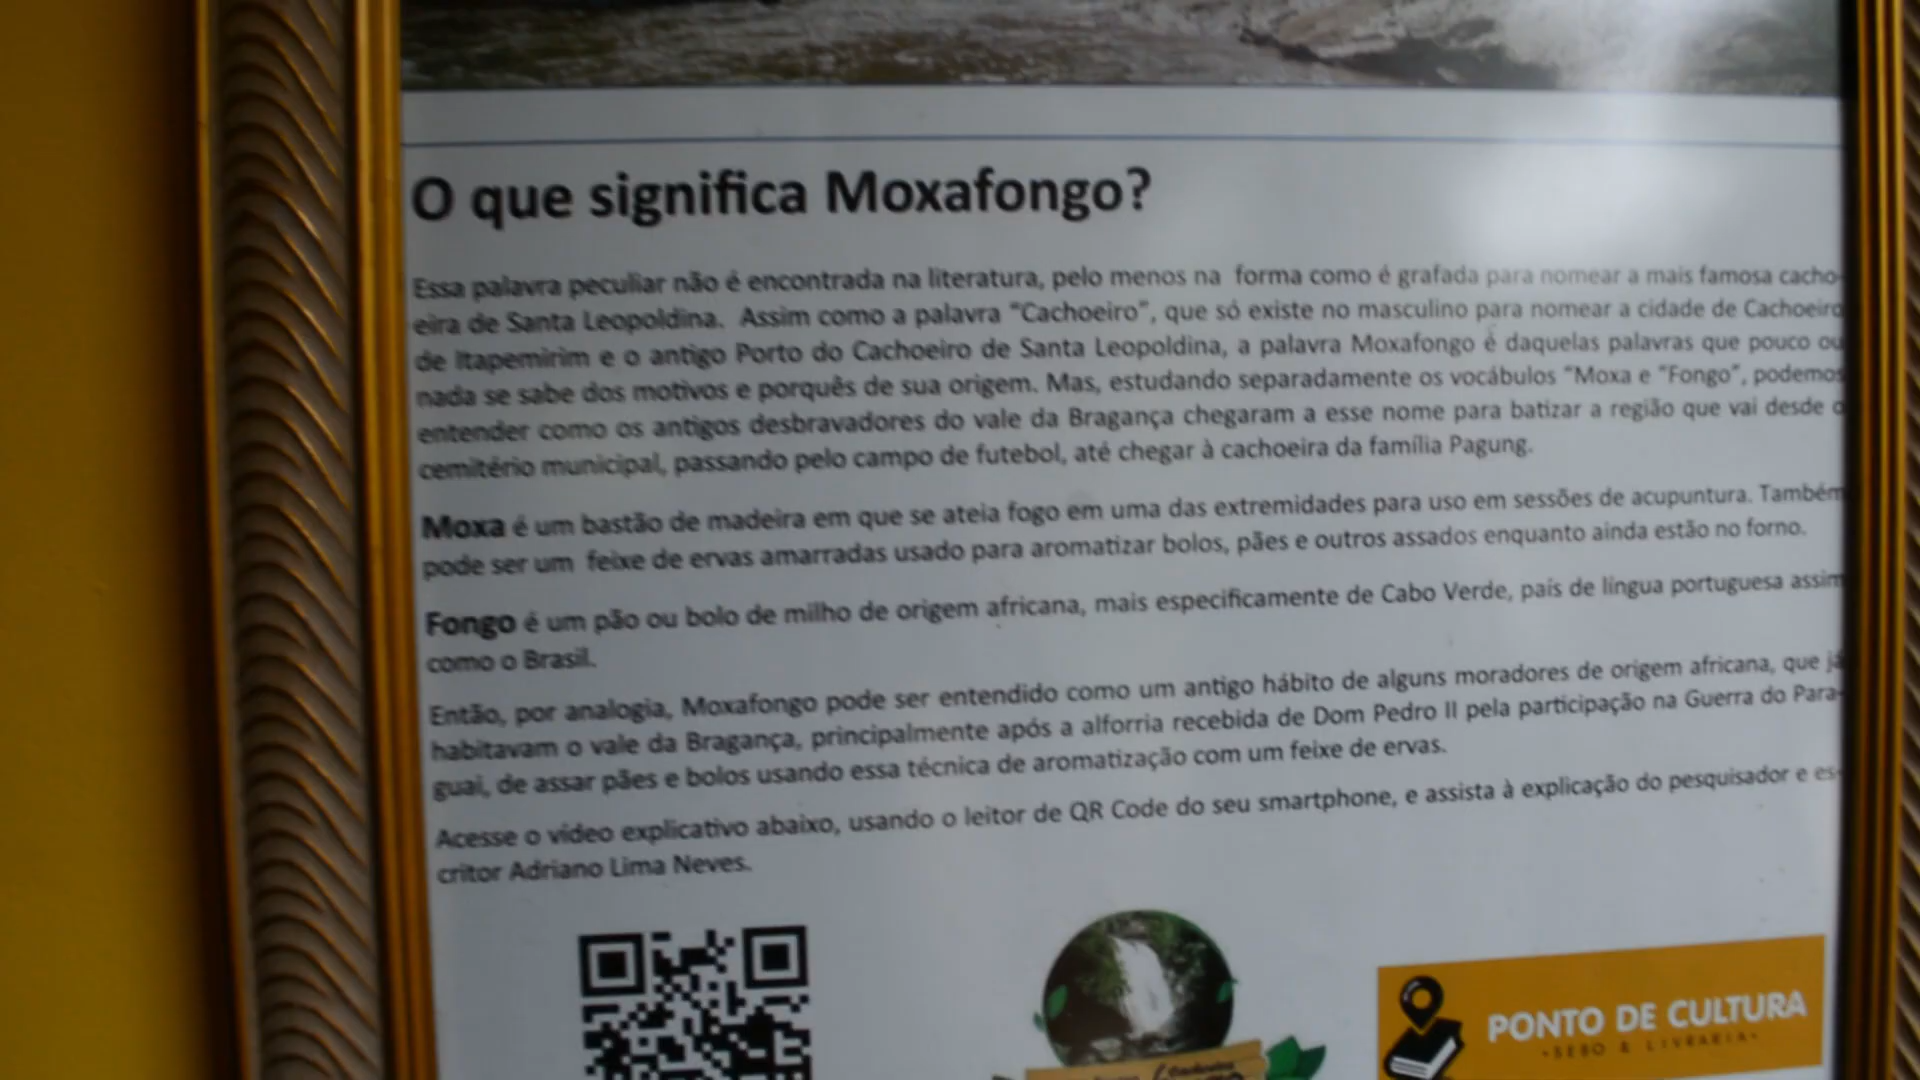 O que significa Moxafongo?
Essa palavra peculiar não é encontrada na literatura, pelo menos na forma como é grafada para nomear a mais famosa cacho-
eira de Santa Leopoldina. Assim como a palavra “Cachoeiro”, que só existe no masculino para nomear a cidade de Cachoeiro
de Itapemirim e o antigo Porto do Cachoeiro de Santa Leopoldina, a palavra Moxafongo é daquelas palavras que pouco ou
nada se sabe dos motivos e porquês de sua origem. Mas, estudando separadamente os vocábulos “Moxa e “Fongo”, podemos
entender como os antigos desbravadores do vale da Bragança chegaram a esse nome para batizar a região que vai desde o
cemitério municipal, passando pelo campo de futebol, até chegar à cachoeira da família Pagung.
Moxa é um bastão de madeira em que se ateia fogo em uma das extremidades para uso em sessões de acupuntura. Também
pode ser um feixe de ervas amarradas usado para aromatizar bolos, pães e outros assados enquanto ainda estão no forno.
Fongo é um pão ou bolo de milho de origem africana, mais especificamente de Cabo Verde, país de língua portuguesa assim
como o Brasil.
Então, por analogia, Moxafongo pode ser entendido como um antigo hábito de alguns moradores de origem africana, que já
habitavam o vale da Bragança, principalmente após a alforria recebida de Dom Pedro II pela participação na Guerra do Para-
guai, de assar pães e bolos usando essa técnica de aromatização com um feixe de ervas.
Acesse o vídeo explicativo abaixo, usando o leitor de QR Code do seu smartphone, e assista à explicação do pesquisador e es-
critor Adriano Lima Neves.
PONTO DE CULTURA
•SEBO & LIVRARIA•